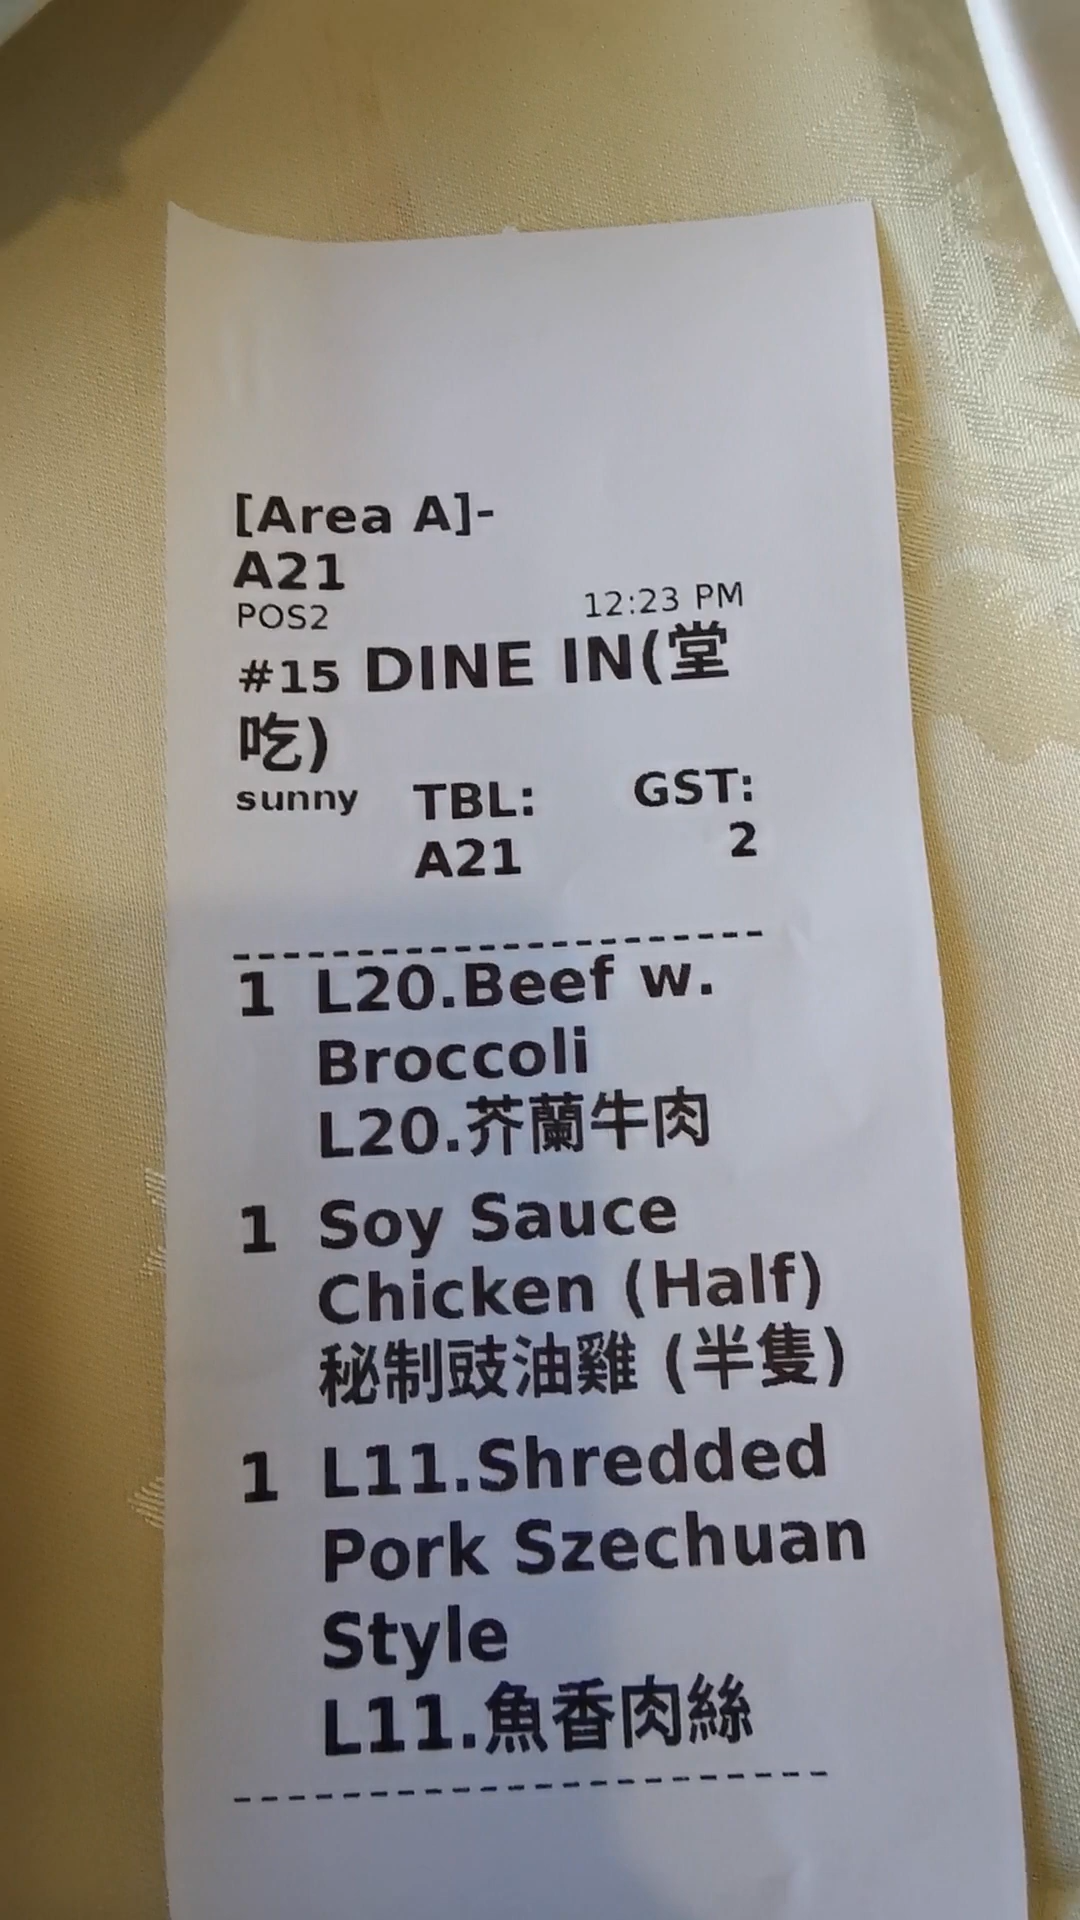 [Area A]-
A21
POS2 12:23 PM
#15 DINE IN(堂
吃)
sunny TBL: GST:
A21 2
--------------------
1 L20.Beef w.
Broccoli
L20.芥蘭牛肉
1 Soy Sauce
Chicken (Half)
秘制豉油雞 (半隻)
1 L11.Shredded
Pork Szechuan
Style
L11.魚香肉絲
----------------------